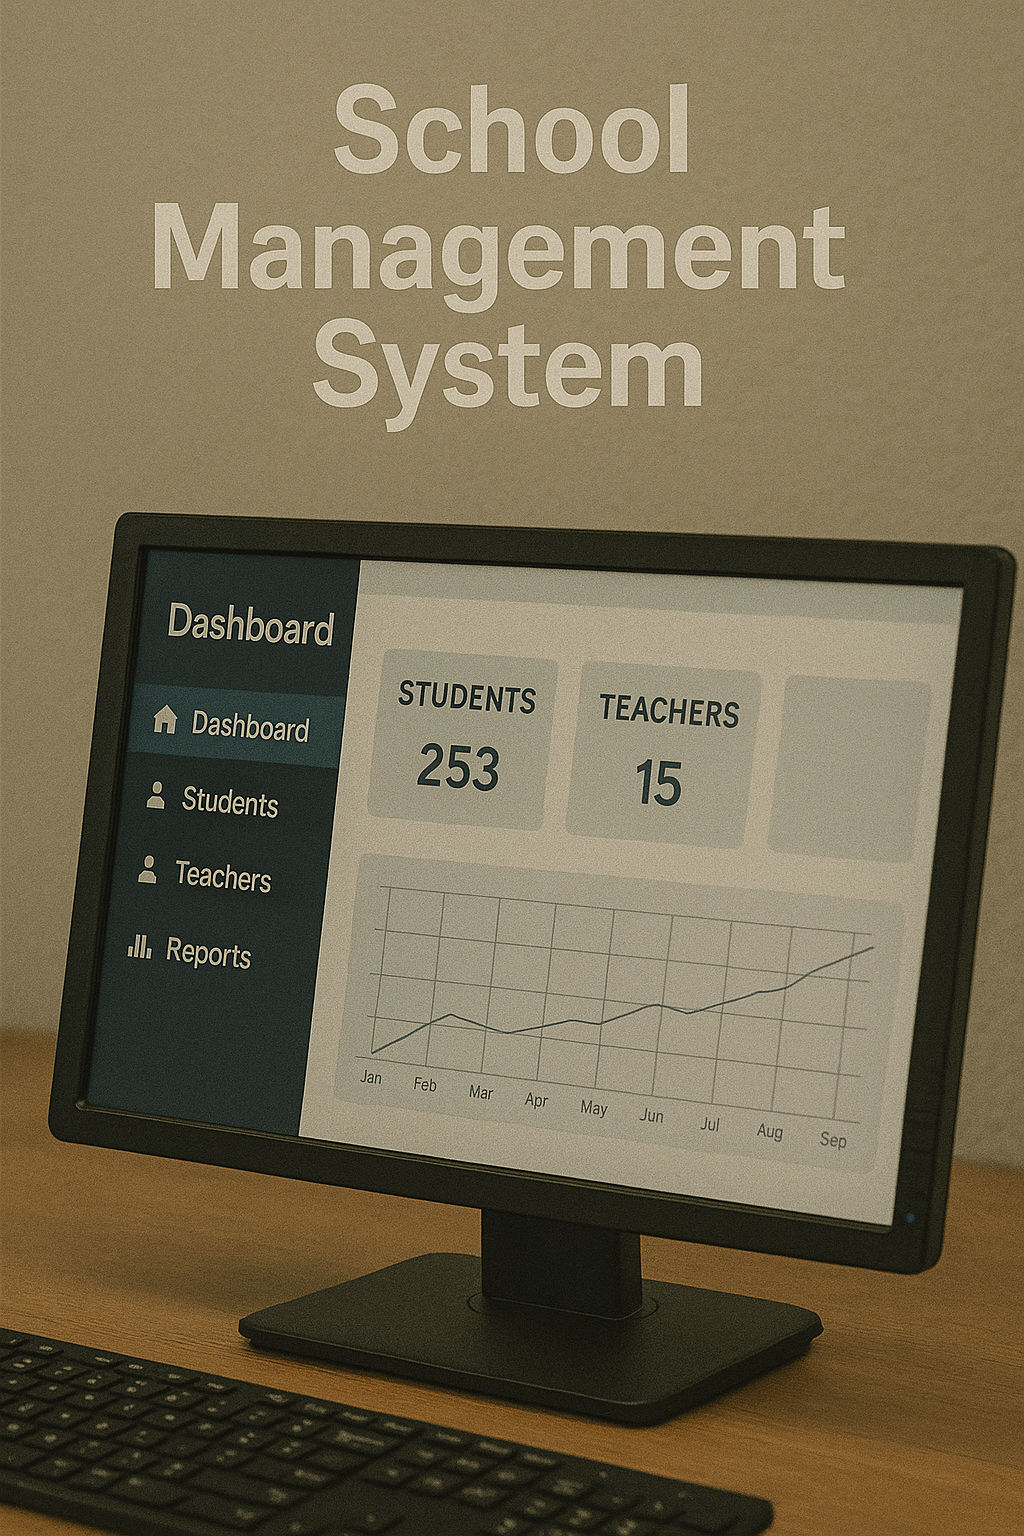 School
Management
System
Dashboard
Dashboard
Students
Teachers
Reports
STUDENTS
253
TEACHERS
15
Jan Feb Mar Apr May Jun Jul Aug Sep